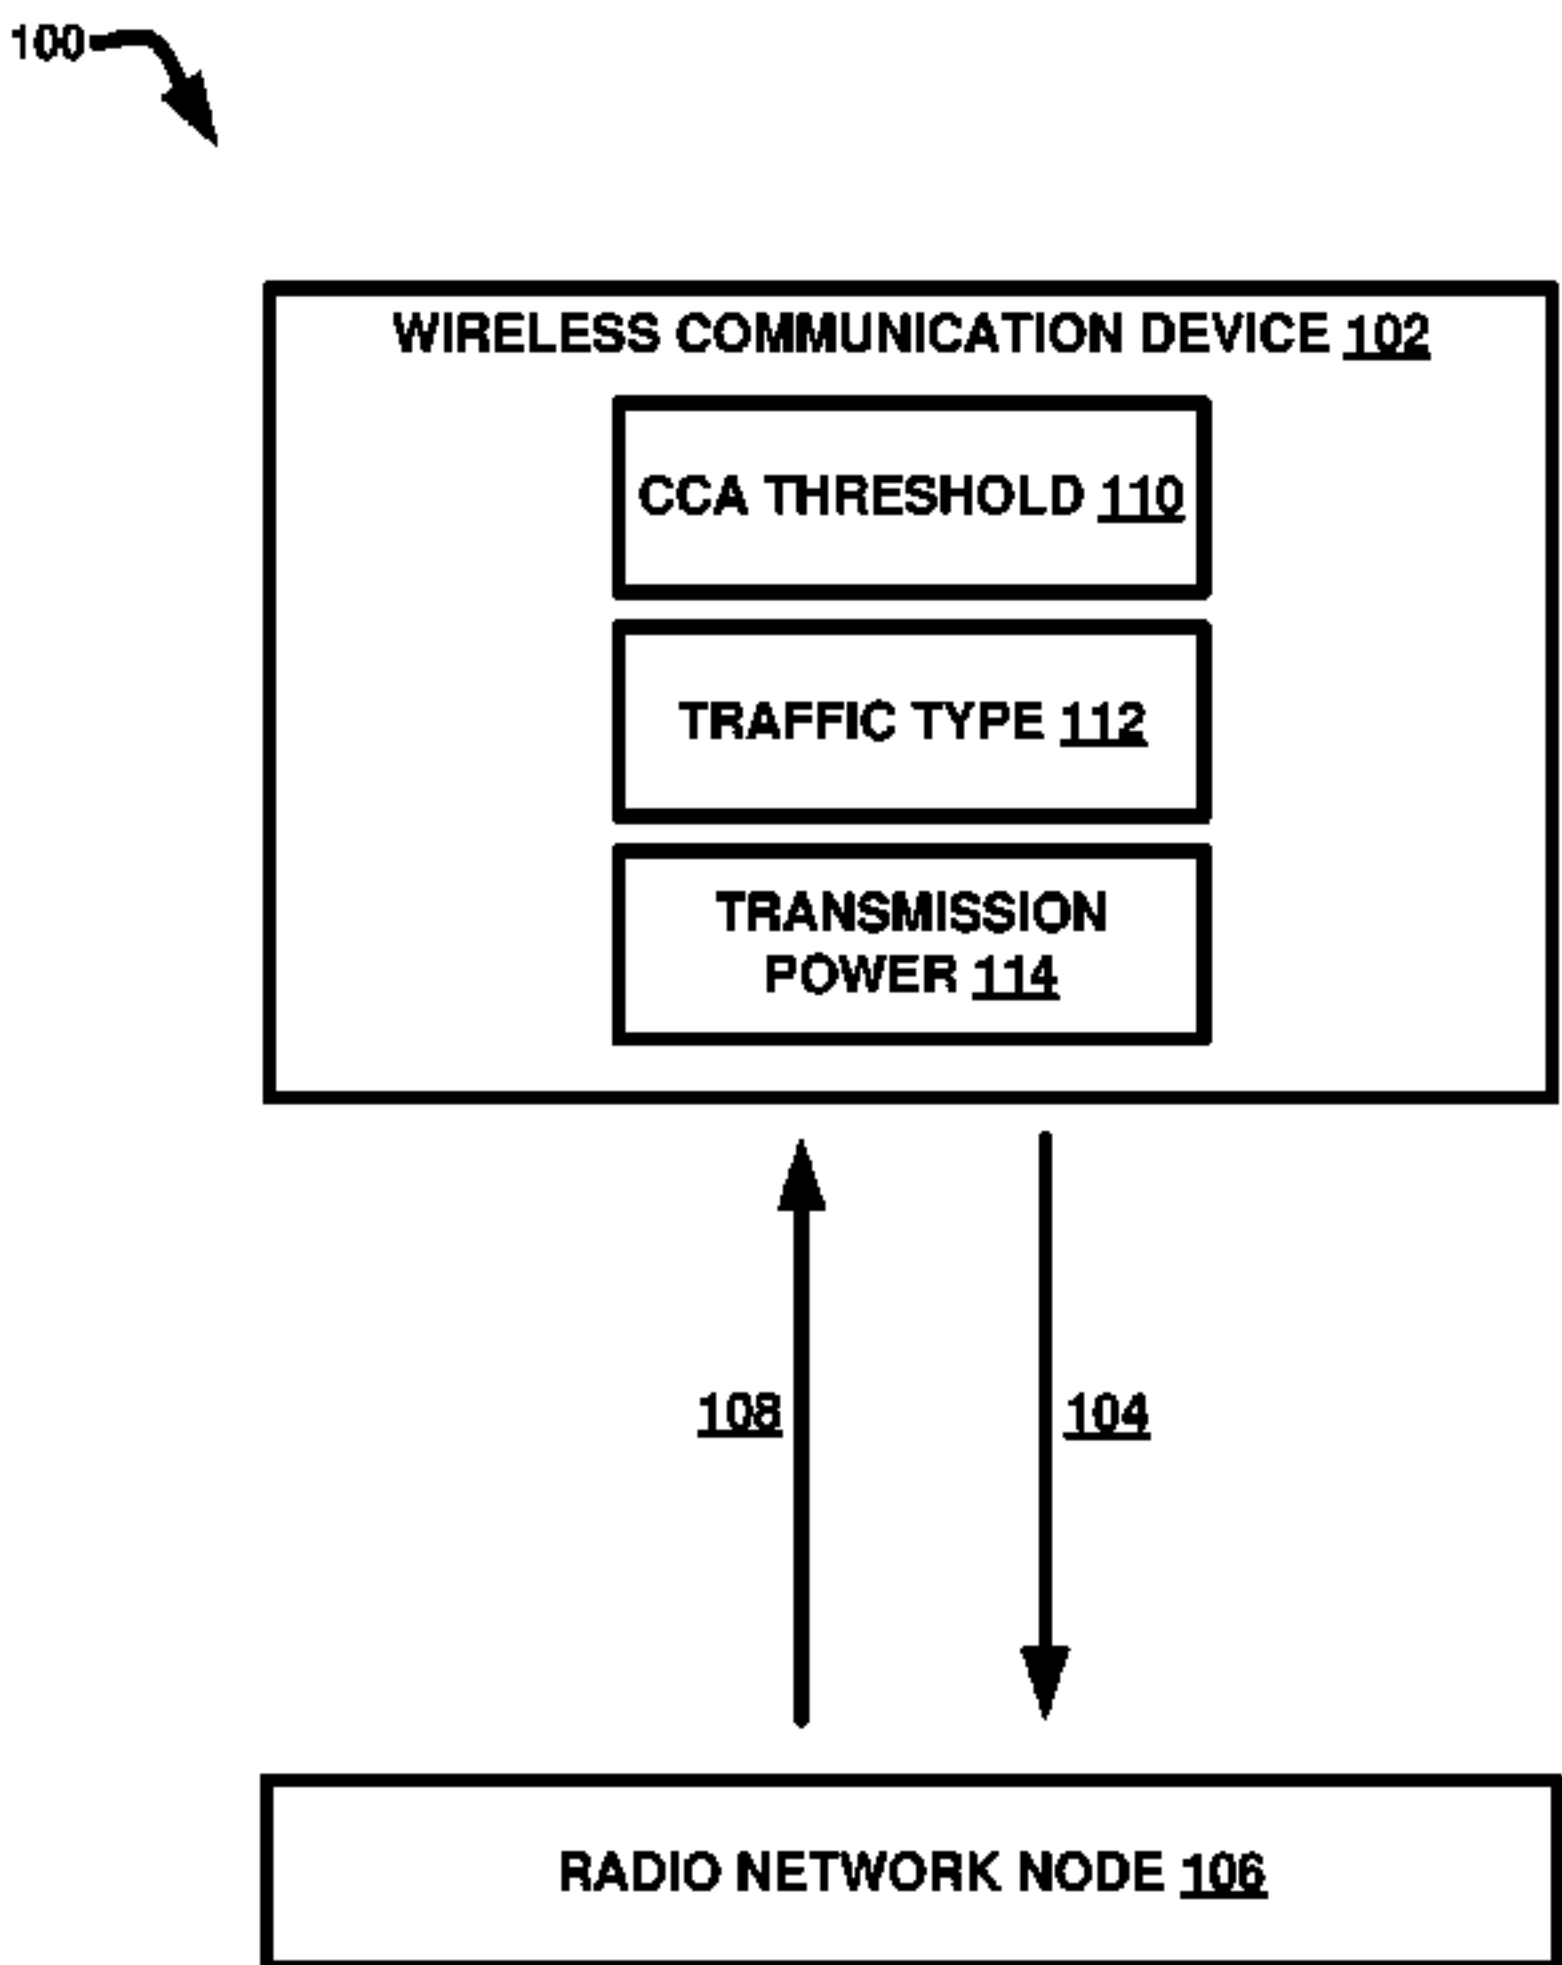 100
WIRELESS COMMUNICATION DEVICE 102
CCA THRESHOLD 110
TRAFFIC TYPE 112
TRANSMISSION
POWER 114
108
104
RADIO NETWORK NODE 106